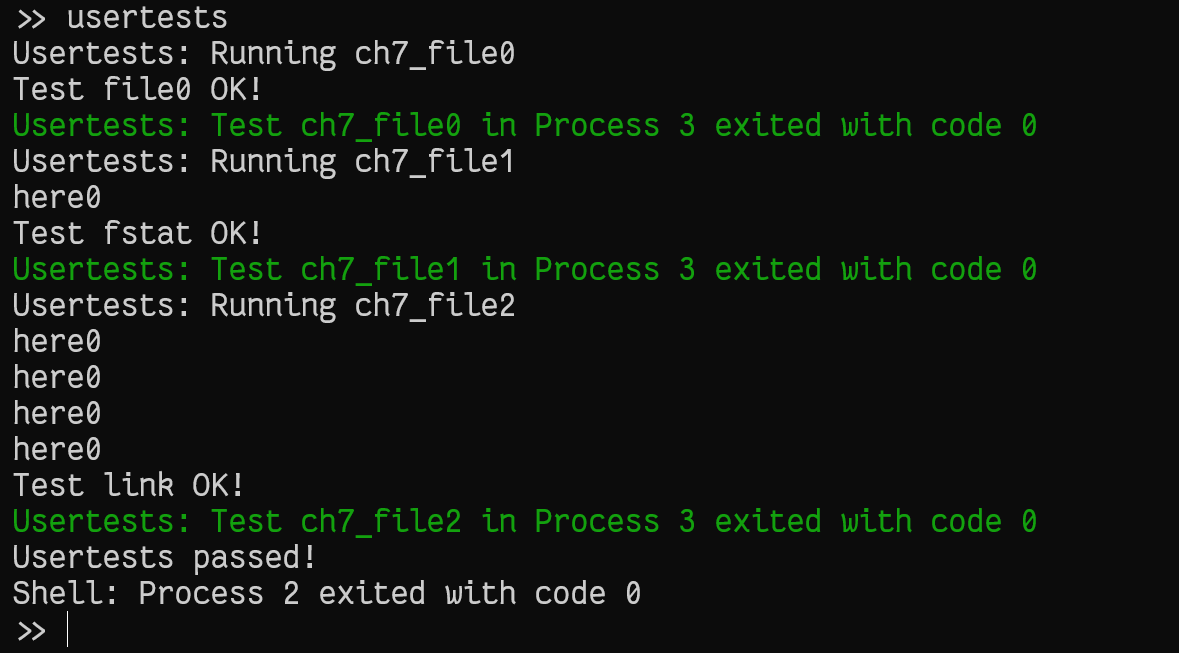 >> usertests
Usertests: Running ch7_file0
Test file0 OK!
Usertests: Test ch7_file0 in Process 3 exited with code 0
Usertests: Running ch7_file1
here0
Test fstat OK!
Usertests: Test ch7_file1 in Process 3 exited with code 0
Usertests: Running ch7_file2
here0
here0
here0
here0
Test link OK!
Usertests: Test ch7_file2 in Process 3 exited with code 0
Usertests passed!
Shell: Process 2 exited with code 0
>>